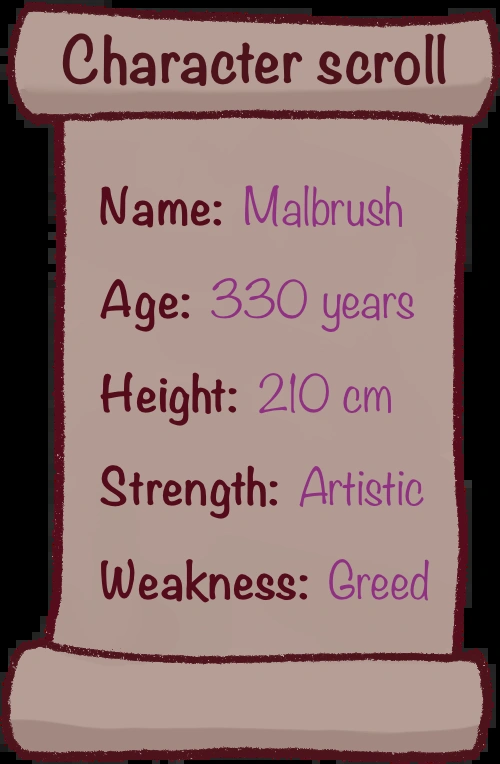 Character scroll
Name: Malbrush
Age: 330 years
Height: 210 cm
Strength: Artistic
Weakness: Greed